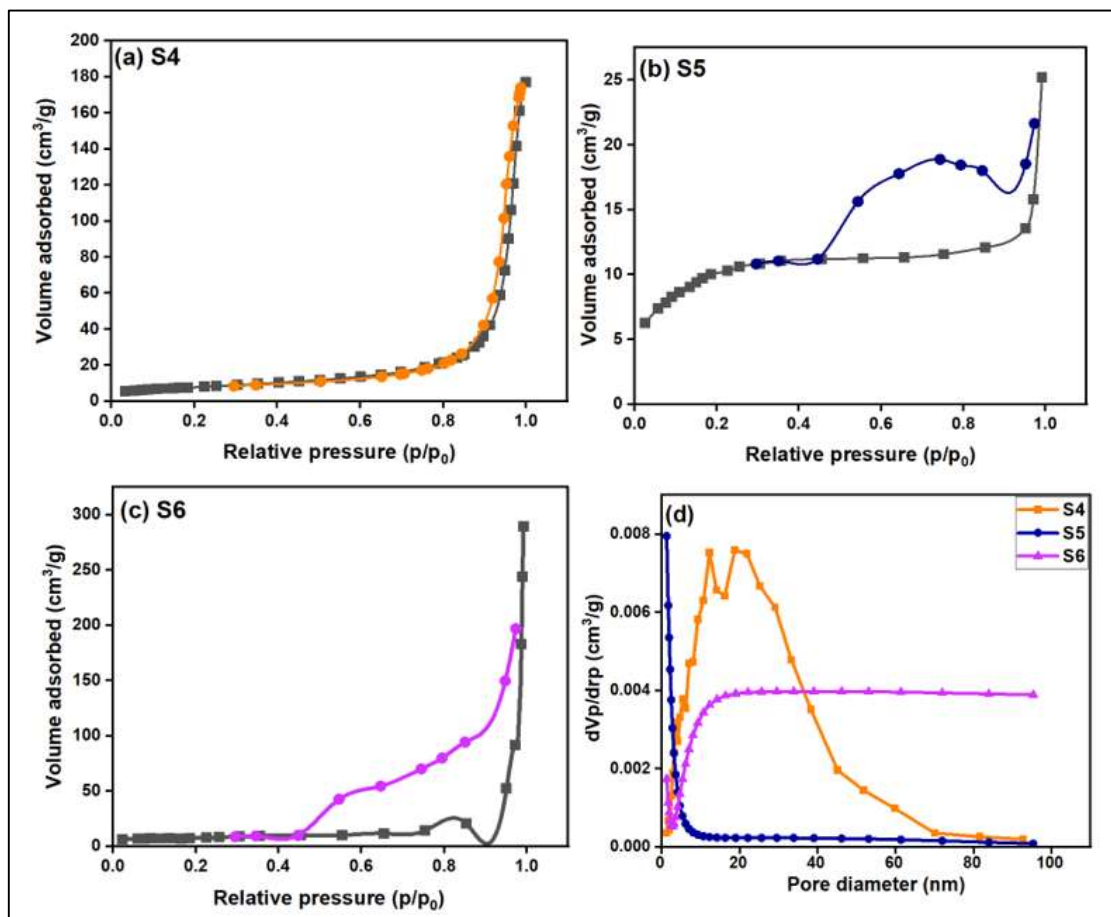 (a) S4
Volume adsorbed (cm³/g)
200
180
160
140
120
100
80
60
40
20
0
0.0 0.2 0.4 0.6 0.8 1.0
Relative pressure (p/p₀)
(b) S5
Volume adsorbed (cm³/g)
25
20
15
10
5
0
0.0 0.2 0.4 0.6 0.8 1.0
Relative pressure (p/p₀)
(c) S6
Volume adsorbed (cm³/g)
300
250
200
150
100
50
0
0.0 0.2 0.4 0.6 0.8 1.0
Relative pressure (p/p₀)
(d)
S4
S5
S6
dVp/drp (cm³/g)
0.008
0.006
0.004
0.002
0.000
0 20 40 60 80 100
Pore diameter (nm)